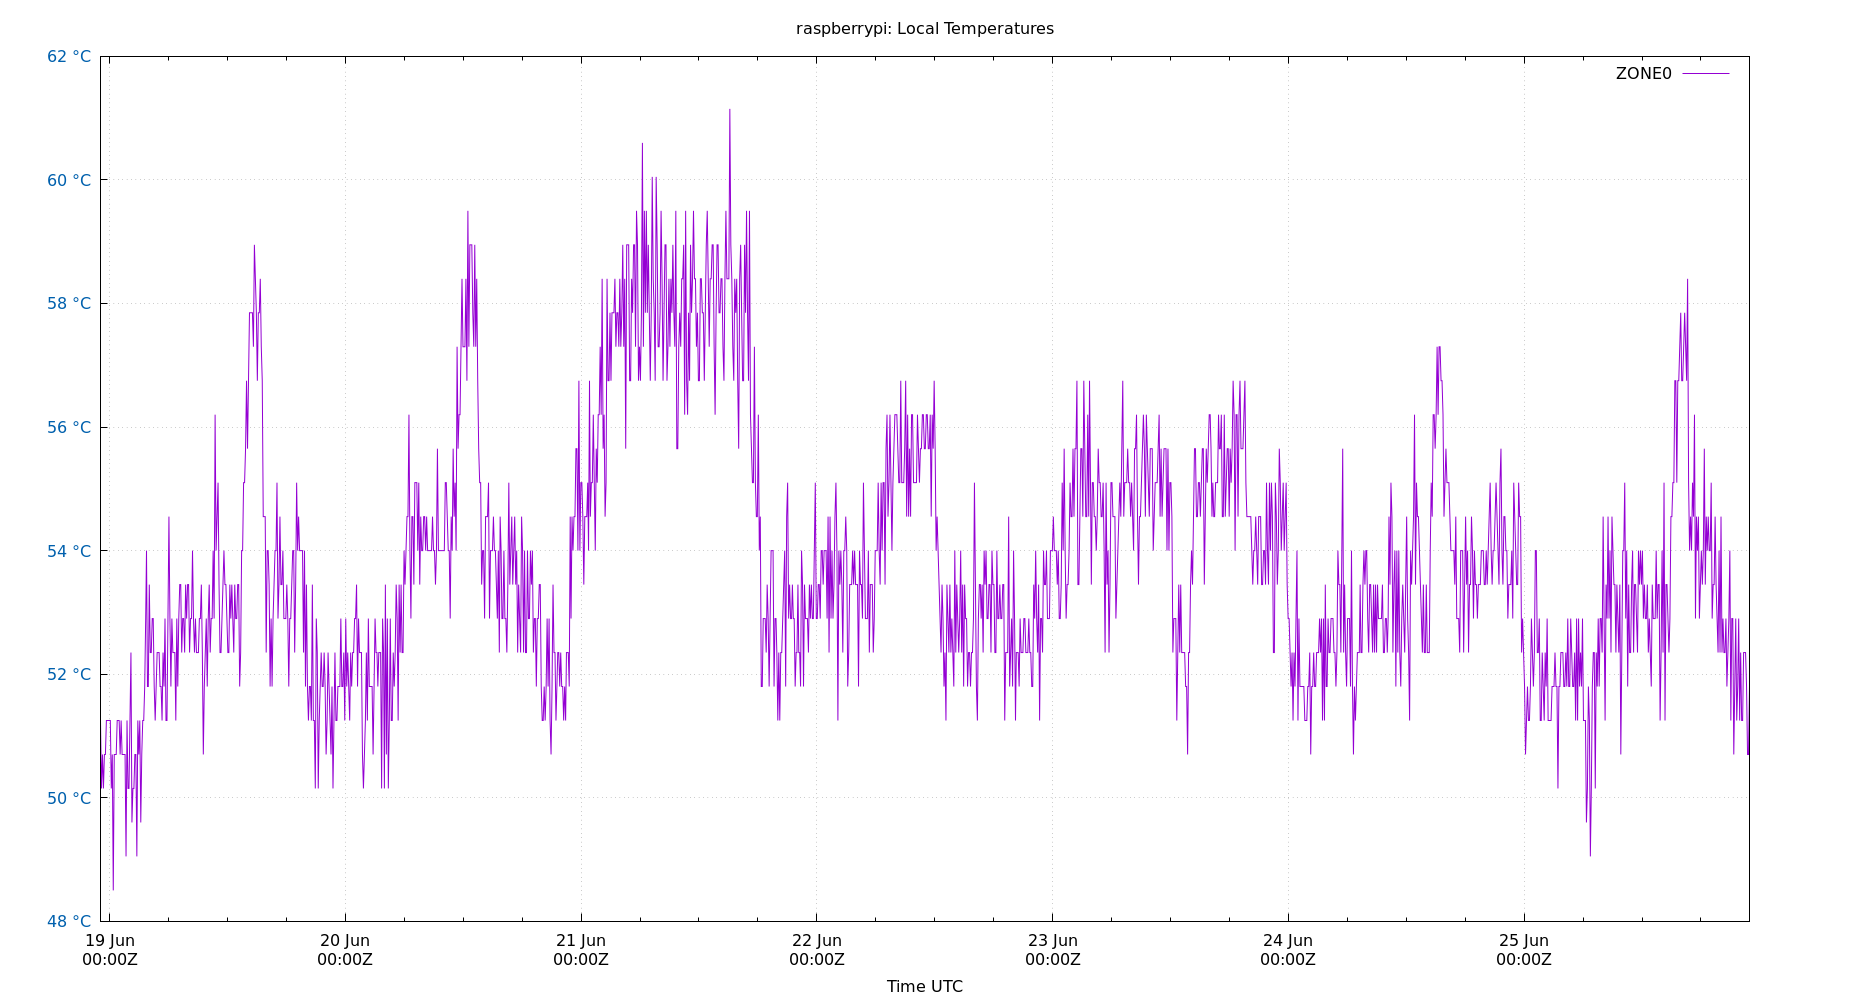 raspberrypi: Local Temperatures
ZONE0
62 °C
60 °C
58 °C
56 °C
54 °C
52 °C
50 °C
48 °C
19 Jun 20 Jun 21 Jun 22 Jun 23 Jun 24 Jun 25 Jun
00:00Z 00:00Z 00:00Z 00:00Z 00:00Z 00:00Z 00:00Z
Time UTC